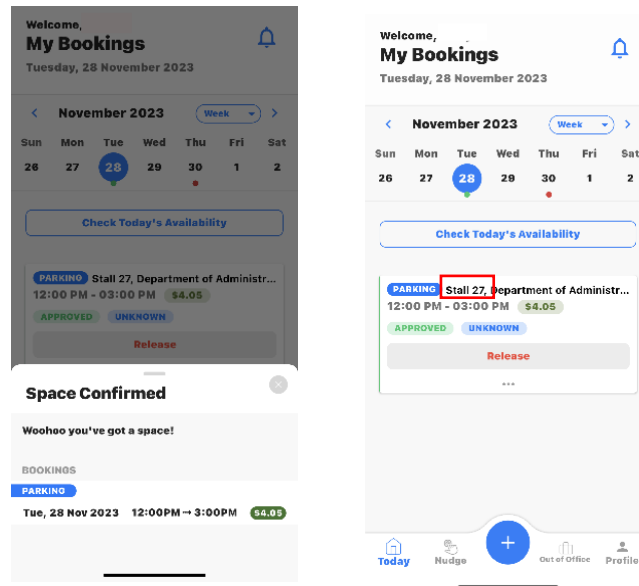 Welcome,
My Bookings
Tuesday, 28 November 2023
November 2023
Week
Sun Mon Tue Wed Thu Fri Sat
26 27 28 29 30 1 2
Check Today's Availability
PARKING Stall 27, Department of Administr...
12:00 PM - 03:00 PM $4.05
APPROVED UNKNOWN
Release
Space Confirmed
Woohoo you've got a space!
BOOKINGS
PARKING
Tue, 28 Nov 2023 12:00PM → 3:00PM $4.05
Welcome,
My Bookings
Tuesday, 28 November 2023
November 2023
Week
Sun Mon Tue Wed Thu Fri Sat
26 27 28 29 30 1 2
Check Today's Availability
PARKING Stall 27, Department of Administr...
12:00 PM - 03:00 PM $4.05
APPROVED UNKNOWN
Release
...
Today Nudge + Out of Office Profile